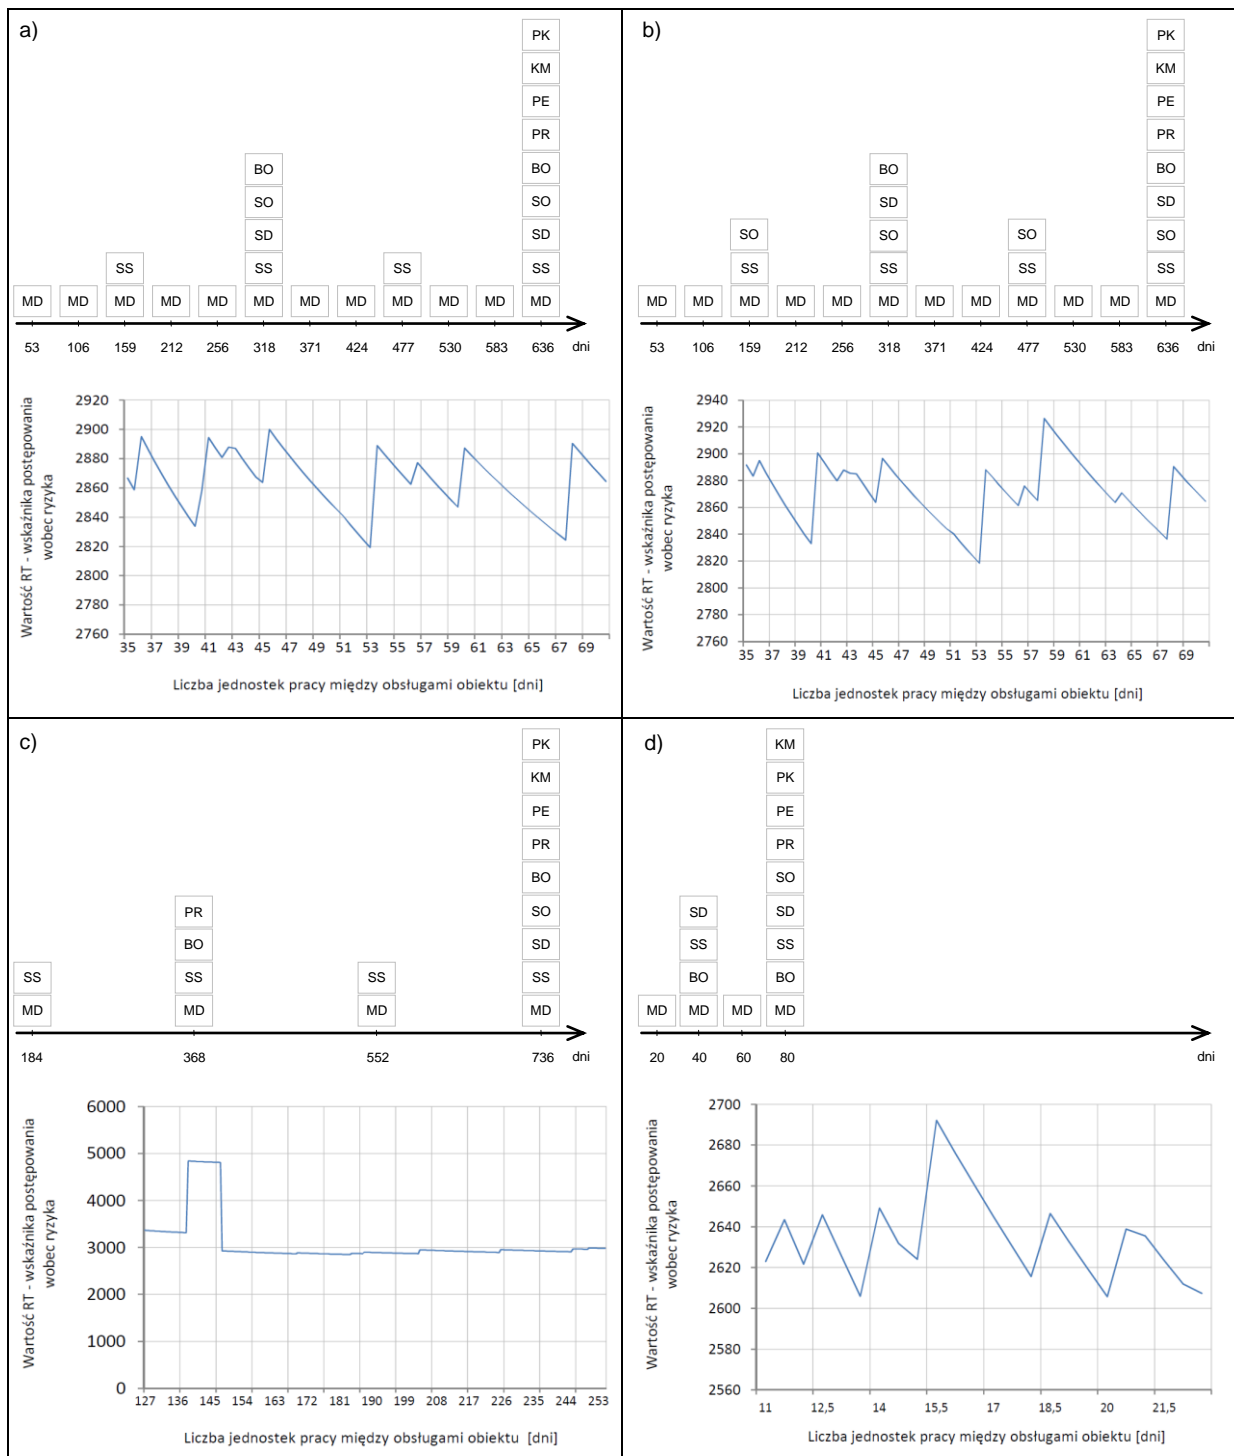 a)
PK
KM
PE
PR
BO BO
SO SO
SD SD
SS SS SS SS
MD MD MD MD MD MD MD MD MD MD MD MD
53 106 159 212 256 318 371 424 477 530 583 636 dni
Wartość RT - wskaźnika postępowania
wobec ryzyka
2920
2900
2880
2860
2840
2820
2800
2780
2760
35 37 39 41 43 45 47 49 51 53 55 57 59 61 63 65 67 69
Liczba jednostek pracy między obsługami obiektu [dni]
b)
PK
KM
PE
PR
BO BO
SD SD
SO SO SO SO
SS SS SS SS
MD MD MD MD MD MD MD MD MD MD MD MD
53 106 159 212 256 318 371 424 477 530 583 636 dni
Wartość RT - wskaźnika postępowania
wobec ryzyka
2940
2920
2900
2880
2860
2840
2820
2800
2780
2760
35 37 39 41 43 45 47 49 51 53 55 57 59 61 63 65 67 69
Liczba jednostek pracy między obsługami obiektu [dni]
c)
PK
KM
PE
PR
PR BO
BO SO
SS SS SS SD
SS
MD MD MD MD
184 368 552 736 dni
Wartość RT - wskaźnika postępowania
wobec ryzyka
6000
5000
4000
3000
2000
1000
0
127 136 145 154 163 172 181 190 199 208 217 226 235 244 253
Liczba jednostek pracy między obsługami obiektu [dni]
d)
KM
PK
PE
PR
SO
SD SD
SS SS
BO BO
MD MD MD MD
20 40 60 80 dni
Wartość RT - wskaźnika postępowania
wobec ryzyka
2700
2680
2660
2640
2620
2600
2580
2560
11 12,5 14 15,5 17 18,5 20 21,5
Liczba jednostek pracy między obsługami obiektu [dni]